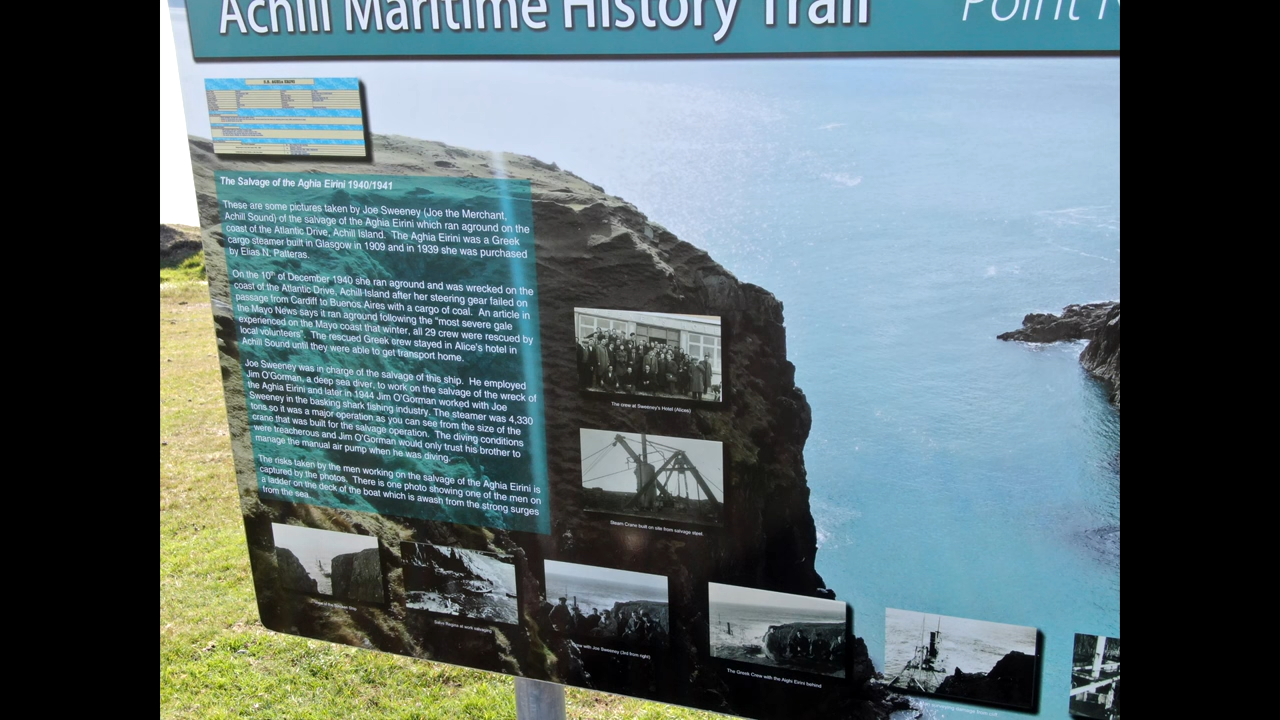 Achill Maritime History Trail
Point
The Salvage of the Aghia Eirini 1940/1941
These are some pictures taken by Joe Sweeney (Joe the Merchant,
Achill Sound) of the salvage of the Aghia Eirini which ran aground on the
coast of the Atlantic Drive, Achill Island. The Aghia Eirini was a Greek
cargo steamer built in Glasgow in 1909 and in 1939 she was purchased
by Elias N. Patteras.
On the 10th of December 1940 she ran aground and was wrecked on the
coast of the Atlantic Drive, Achill Island after her steering gear failed on
passage from Cardiff to Buenos Aires with a cargo of coal. An article in
the Mayo News says it ran aground following the "most severe gale
experienced on the Mayo coast that winter, all 29 crew were rescued by
local volunteers". The rescued Greek crew stayed in Alice's hotel in
Achill Sound until they were able to get transport home.
Joe Sweeney was in charge of the salvage of this ship. He employed
Jim O'Gorman, a deep sea diver, to work on the salvage of the wreck of
the Aghia Eirini and later in 1944 Jim O'Gorman worked with Joe
Sweeney in the basking shark fishing industry. The steamer was 4,330
tons so it was a major operation as you can see from the size of the
crane that was built for the salvage operation. The diving conditions
were treacherous and Jim O'Gorman would only trust his brother to
manage the manual air pump when he was diving.
The risks taken by the men working on the salvage of the Aghia Eirini is
captured by the photos. There is one photo showing one of the men on
a ladder on the deck of the boat which is awash from the strong surges
from the sea.
The crew at Sweeney's Hotel (Alices)
Steam Crane built on site from salvage steel.
at work salvaging
with Joe Sweeney (3rd from right)
The Greek Crew with the Aighi Eirini behind